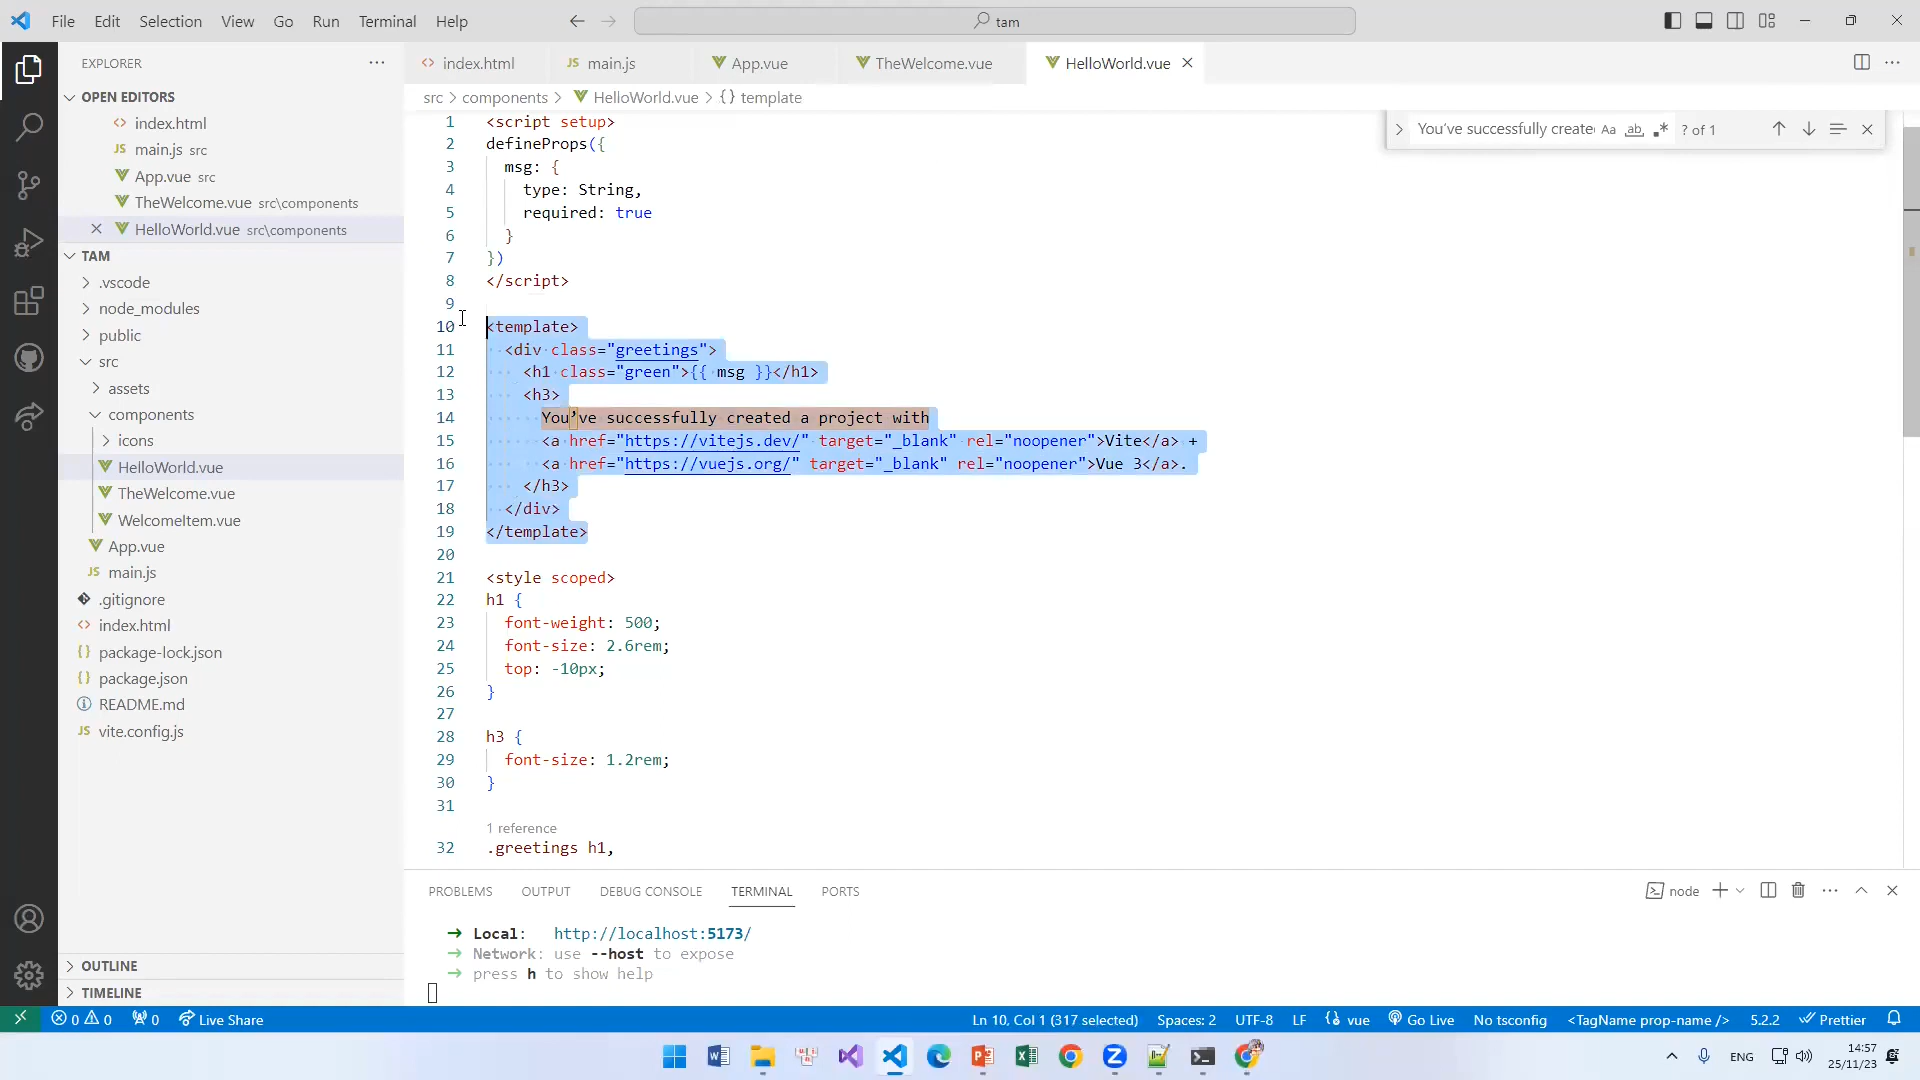 File Edit Selection View Go Run Terminal Help
tam
EXPLORER
OPEN EDITORS
index.html
main.js src
App.vue src
TheWelcome.vue src\components
HelloWorld.vue src\components
TAM
.vscode
node_modules
public
src
assets
components
icons
HelloWorld.vue
TheWelcome.vue
WelcomeItem.vue
App.vue
JS main.js
.gitignore
<> index.html
{} package-lock.json
{} package.json
README.md
JS vite.config.js
OUTLINE
TIMELINE
<> index.html JS main.js App.vue TheWelcome.vue HelloWorld.vue
src > components > HelloWorld.vue > {} template
You've successfully create Aa ab ? of 1
1 <script setup>
2 defineProps({
3 msg: {
4 type: String,
5 required: true
6 }
7 })
8 </script>
9
10 <template>
11 <div class="greetings">
12 <h1 class="green">{{ msg }}</h1>
13 <h3>
14 You’ve successfully created a project with
15 <a href="https://vitejs.dev/" target="_blank" rel="noopener">Vite</a> +
16 <a href="https://vuejs.org/" target="_blank" rel="noopener">Vue 3</a>.
17 </h3>
18 </div>
19 </template>
20
21 <style scoped>
22 h1 {
23 font-weight: 500;
24 font-size: 2.6rem;
25 top: -10px;
26 }
27
28 h3 {
29 font-size: 1.2rem;
30 }
31
1 reference
32 .greetings h1,
PROBLEMS OUTPUT DEBUG CONSOLE TERMINAL PORTS
node
➜ Local: http://localhost:5173/
➜ Network: use --host to expose
➜ press h to show help
0 0 0 Live Share
Ln 10, Col 1 (317 selected) Spaces: 2 UTF-8 LF vue Go Live No tsconfig <TagName prop-name /> 5.2.2 Prettier
ENG
14:57
25/11/23